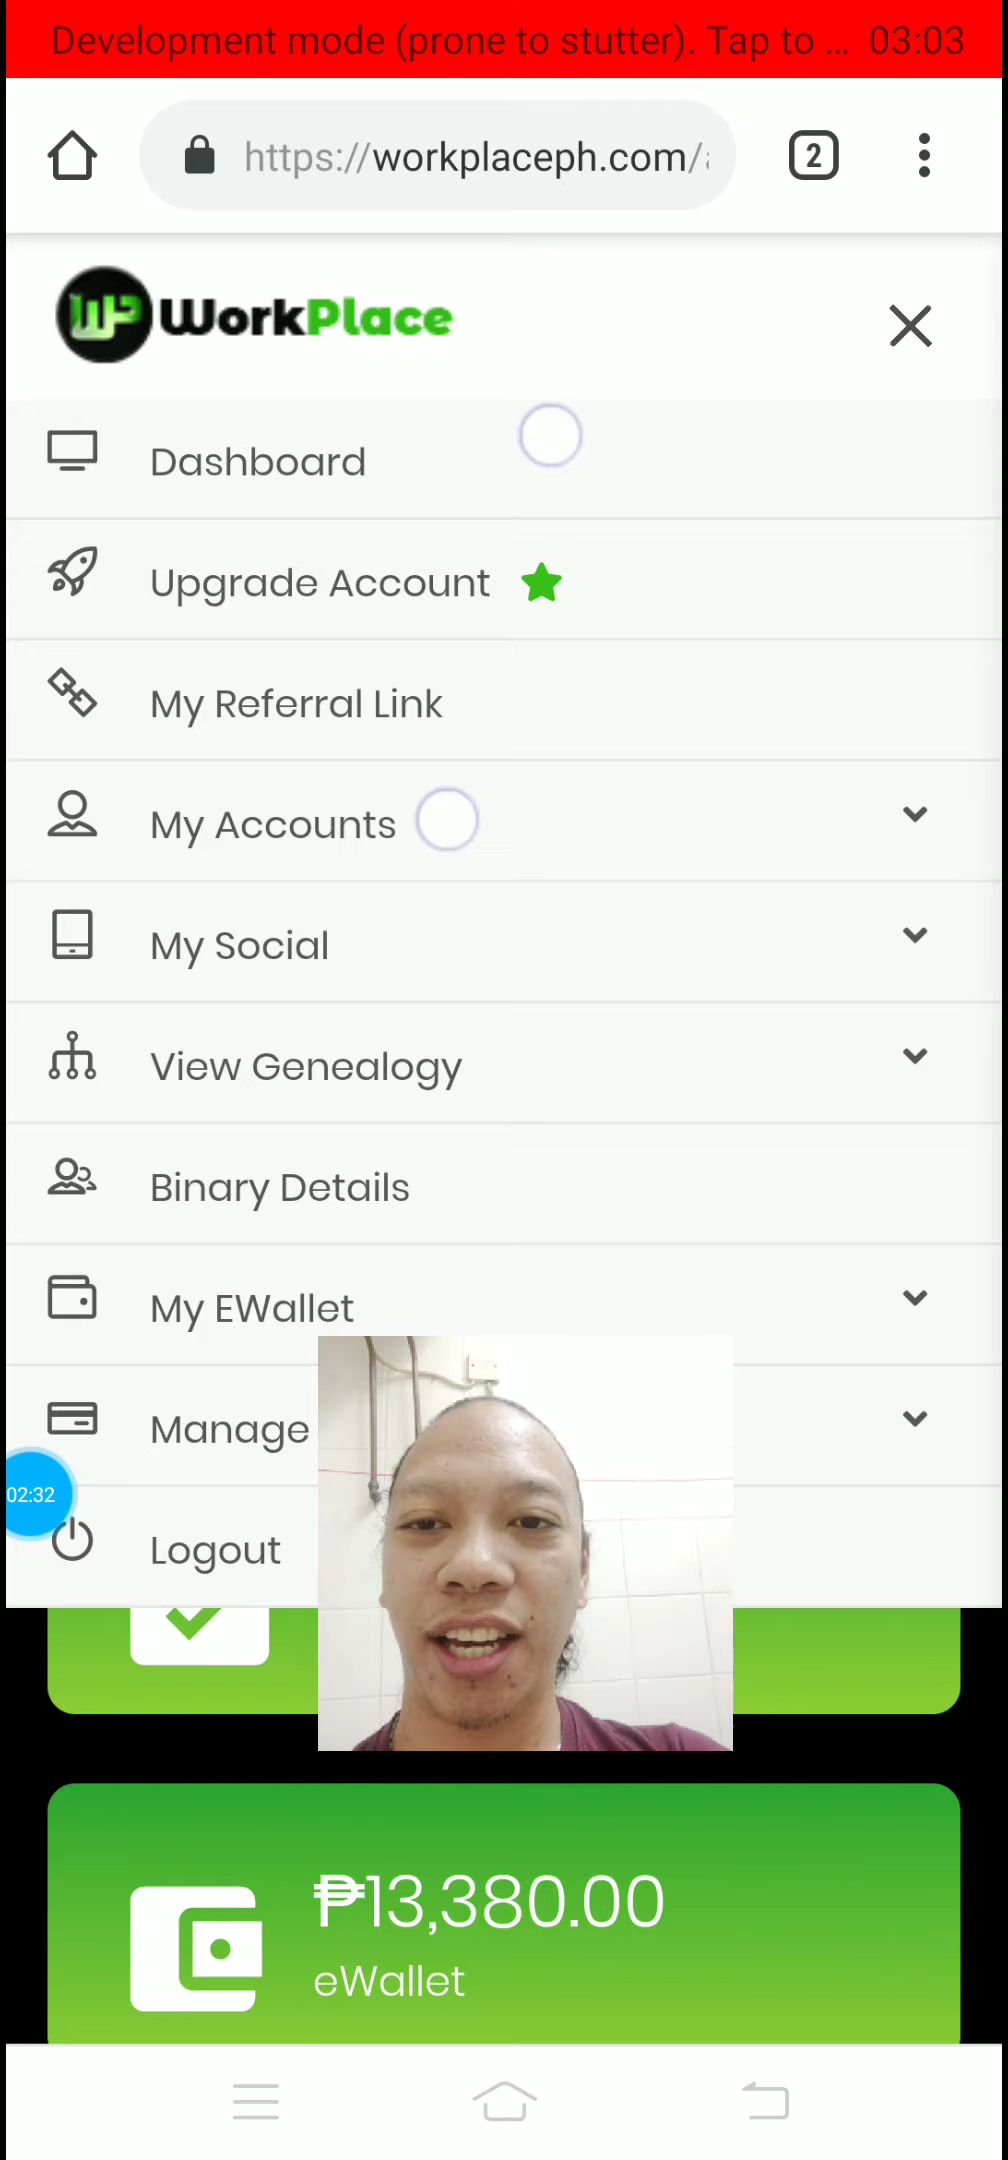 Development mode (prone to stutter). Tap to ... 03:03
https://workplaceph.com/
2
WP WorkPlace
Dashboard
Upgrade Account
My Referral Link
My Accounts
My Social
View Genealogy
Binary Details
My EWallet
Manage
02:32
Logout
₱13,380.00
eWallet